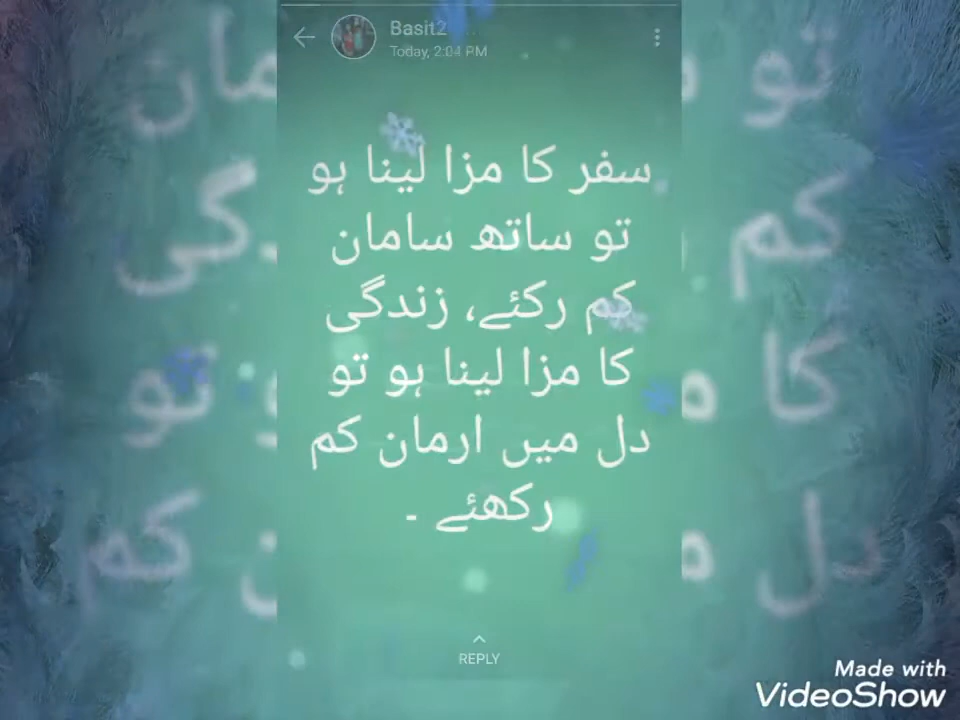 Basit2
Today, 2:04 PM
سفر کا مزا لینا ہو
تو ساتھ سامان
کم رکئے، زندگی
کا مزا لینا ہو تو
دل میں ارمان کم
رکھئے ۔
REPLY
Made with
VideoShow